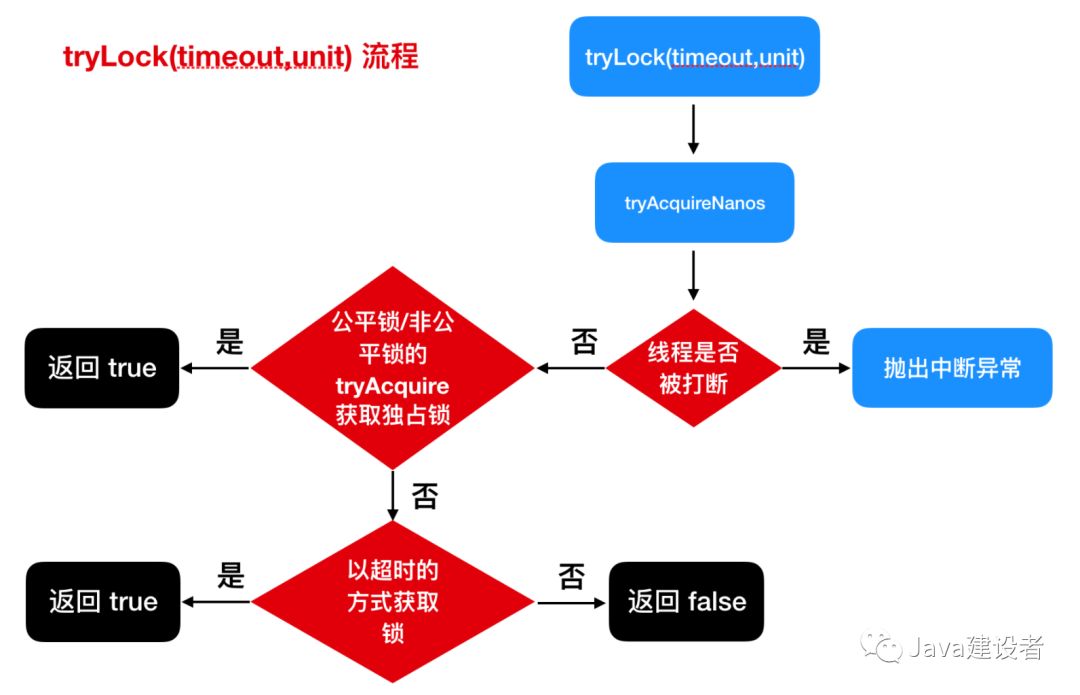 tryLock(timeout,unit) 流程
tryLock(timeout,unit)
tryAcquireNanos
线程是否
被打断
是
抛出中断异常
否
公平锁/非公
平锁的
tryAcquire
获取独占锁
是
返回 true
否
以超时的
方式获取
锁
是
返回 true
否
返回 false
Java建设者